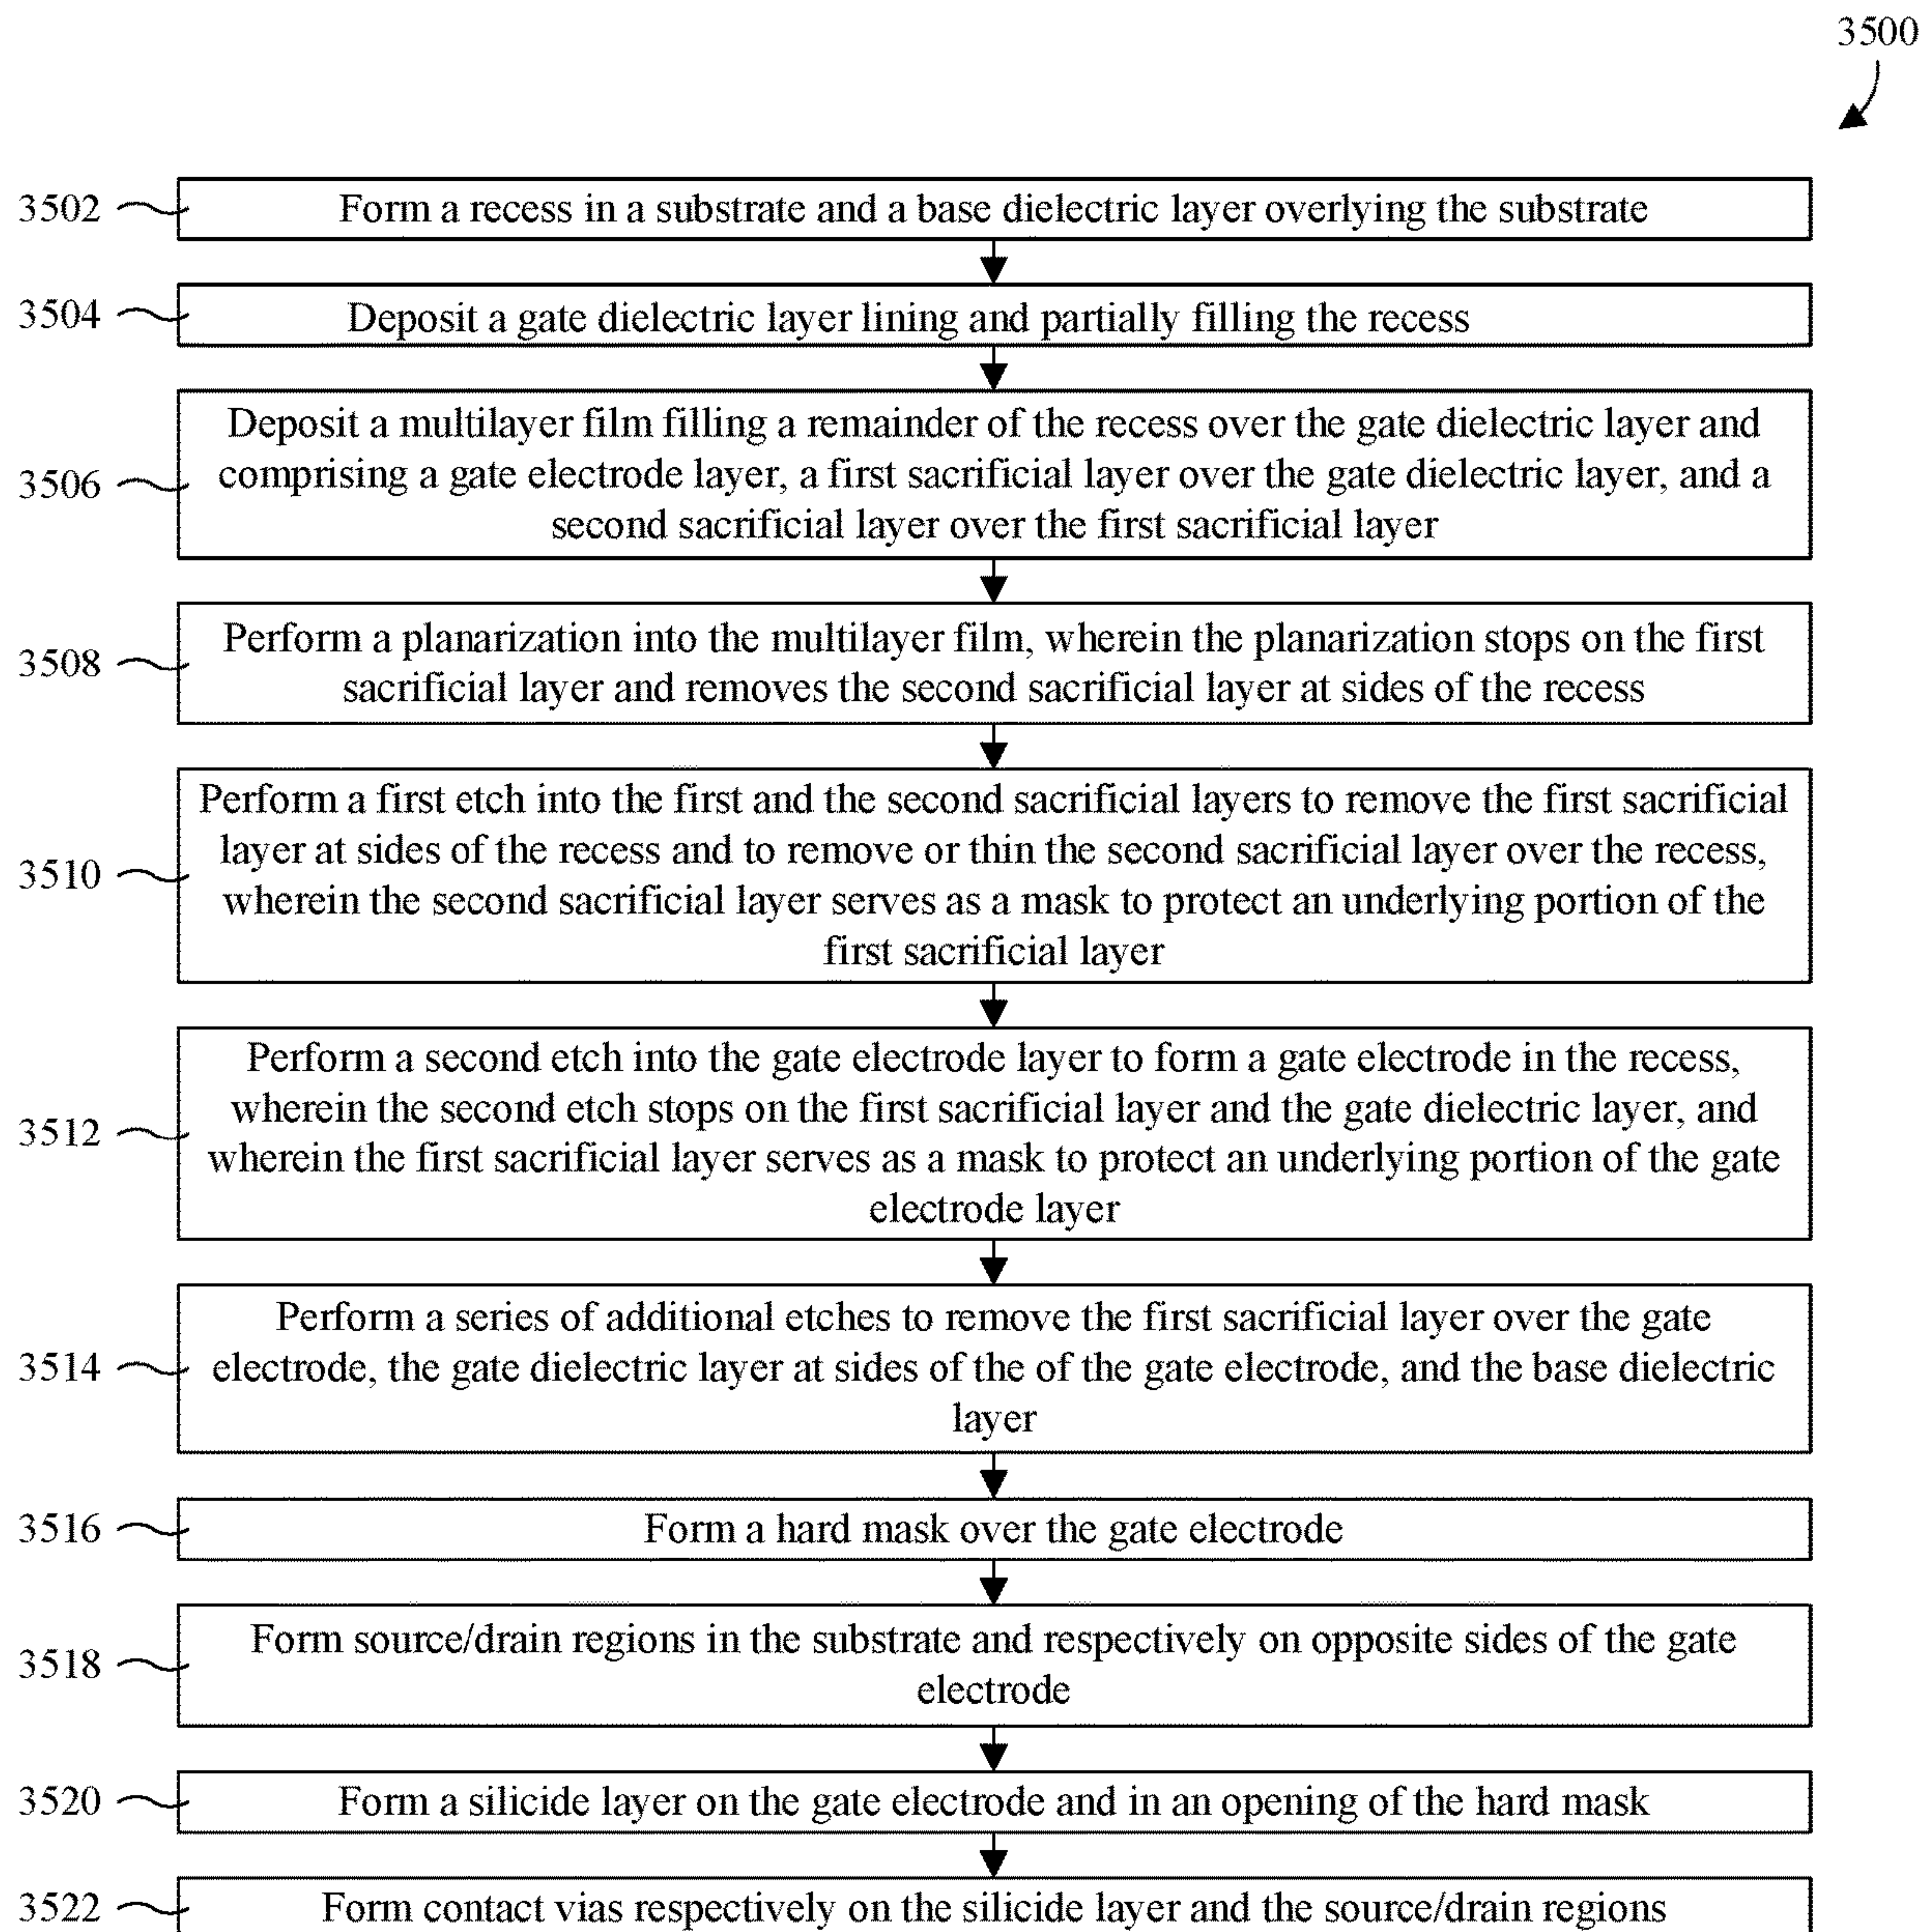 3500
3502 Form a recess in a substrate and a base dielectric layer overlying the substrate
3504 Deposit a gate dielectric layer lining and partially filling the recess
Deposit a multilayer film filling a remainder of the recess over the gate dielectric layer and
3506 comprising a gate electrode layer, a first sacrificial layer over the gate dielectric layer, and a
second sacrificial layer over the first sacrificial layer
3508 Perform a planarization into the multilayer film, wherein the planarization stops on the first
sacrificial layer and removes the second sacrificial layer at sides of the recess
Perform a first etch into the first and the second sacrificial layers to remove the first sacrificial
layer at sides of the recess and to remove or thin the second sacrificial layer over the recess,
3510 wherein the second sacrificial layer serves as a mask to protect an underlying portion of the
first sacrificial layer
Perform a second etch into the gate electrode layer to form a gate electrode in the recess,
wherein the second etch stops on the first sacrificial layer and the gate dielectric layer, and
3512 wherein the first sacrificial layer serves as a mask to protect an underlying portion of the gate
electrode layer
Perform a series of additional etches to remove the first sacrificial layer over the gate
3514 electrode, the gate dielectric layer at sides of the of the gate electrode, and the base dielectric
layer
3516 Form a hard mask over the gate electrode
3518 Form source/drain regions in the substrate and respectively on opposite sides of the gate
electrode
3520 Form a silicide layer on the gate electrode and in an opening of the hard mask
3522 Form contact vias respectively on the silicide layer and the source/drain regions